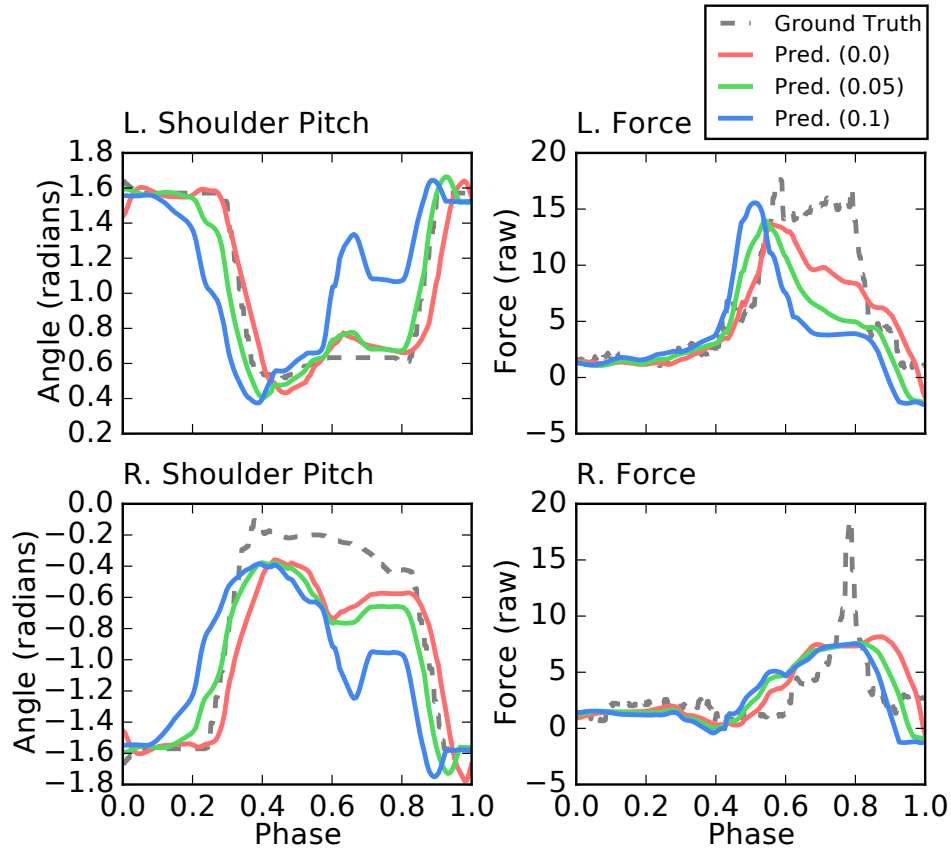 Ground Truth
Pred. (0.0)
Pred. (0.05)
Pred. (0.1)
L. Shoulder Pitch
Angle (radians)
1.8
1.6
1.4
1.2
1.0
0.8
0.6
0.4
0.2
L. Force
Force (raw)
20
15
10
5
0
−5
R. Shoulder Pitch
Angle (radians)
0.0
−0.2
−0.4
−0.6
−0.8
−1.0
−1.2
−1.4
−1.6
−1.8
0.0 0.2 0.4 0.6 0.8 1.0
Phase
R. Force
Force (raw)
20
15
10
5
0
−5
0.0 0.2 0.4 0.6 0.8 1.0
Phase